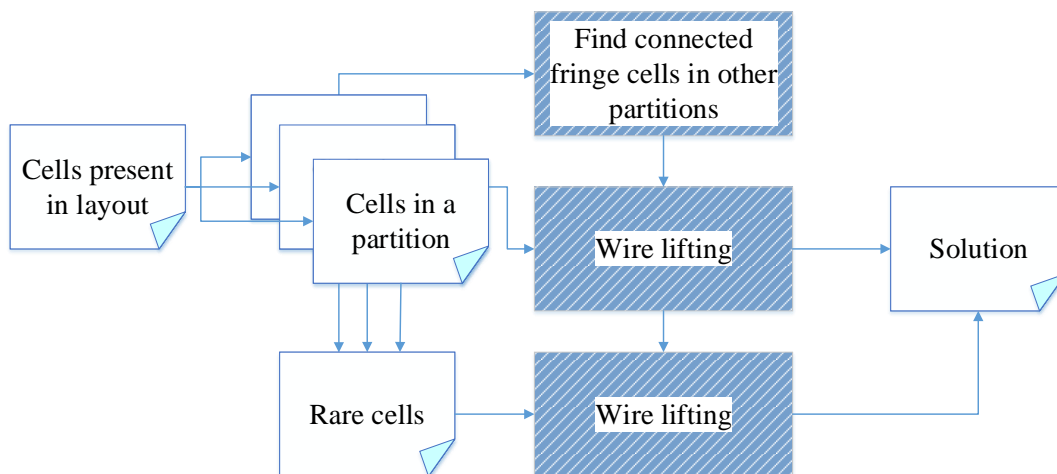 Find connected
fringe cells in other
partitions
Cells present
in layout
Cells in a
partition
Wire lifting
Solution
Rare cells
Wire lifting